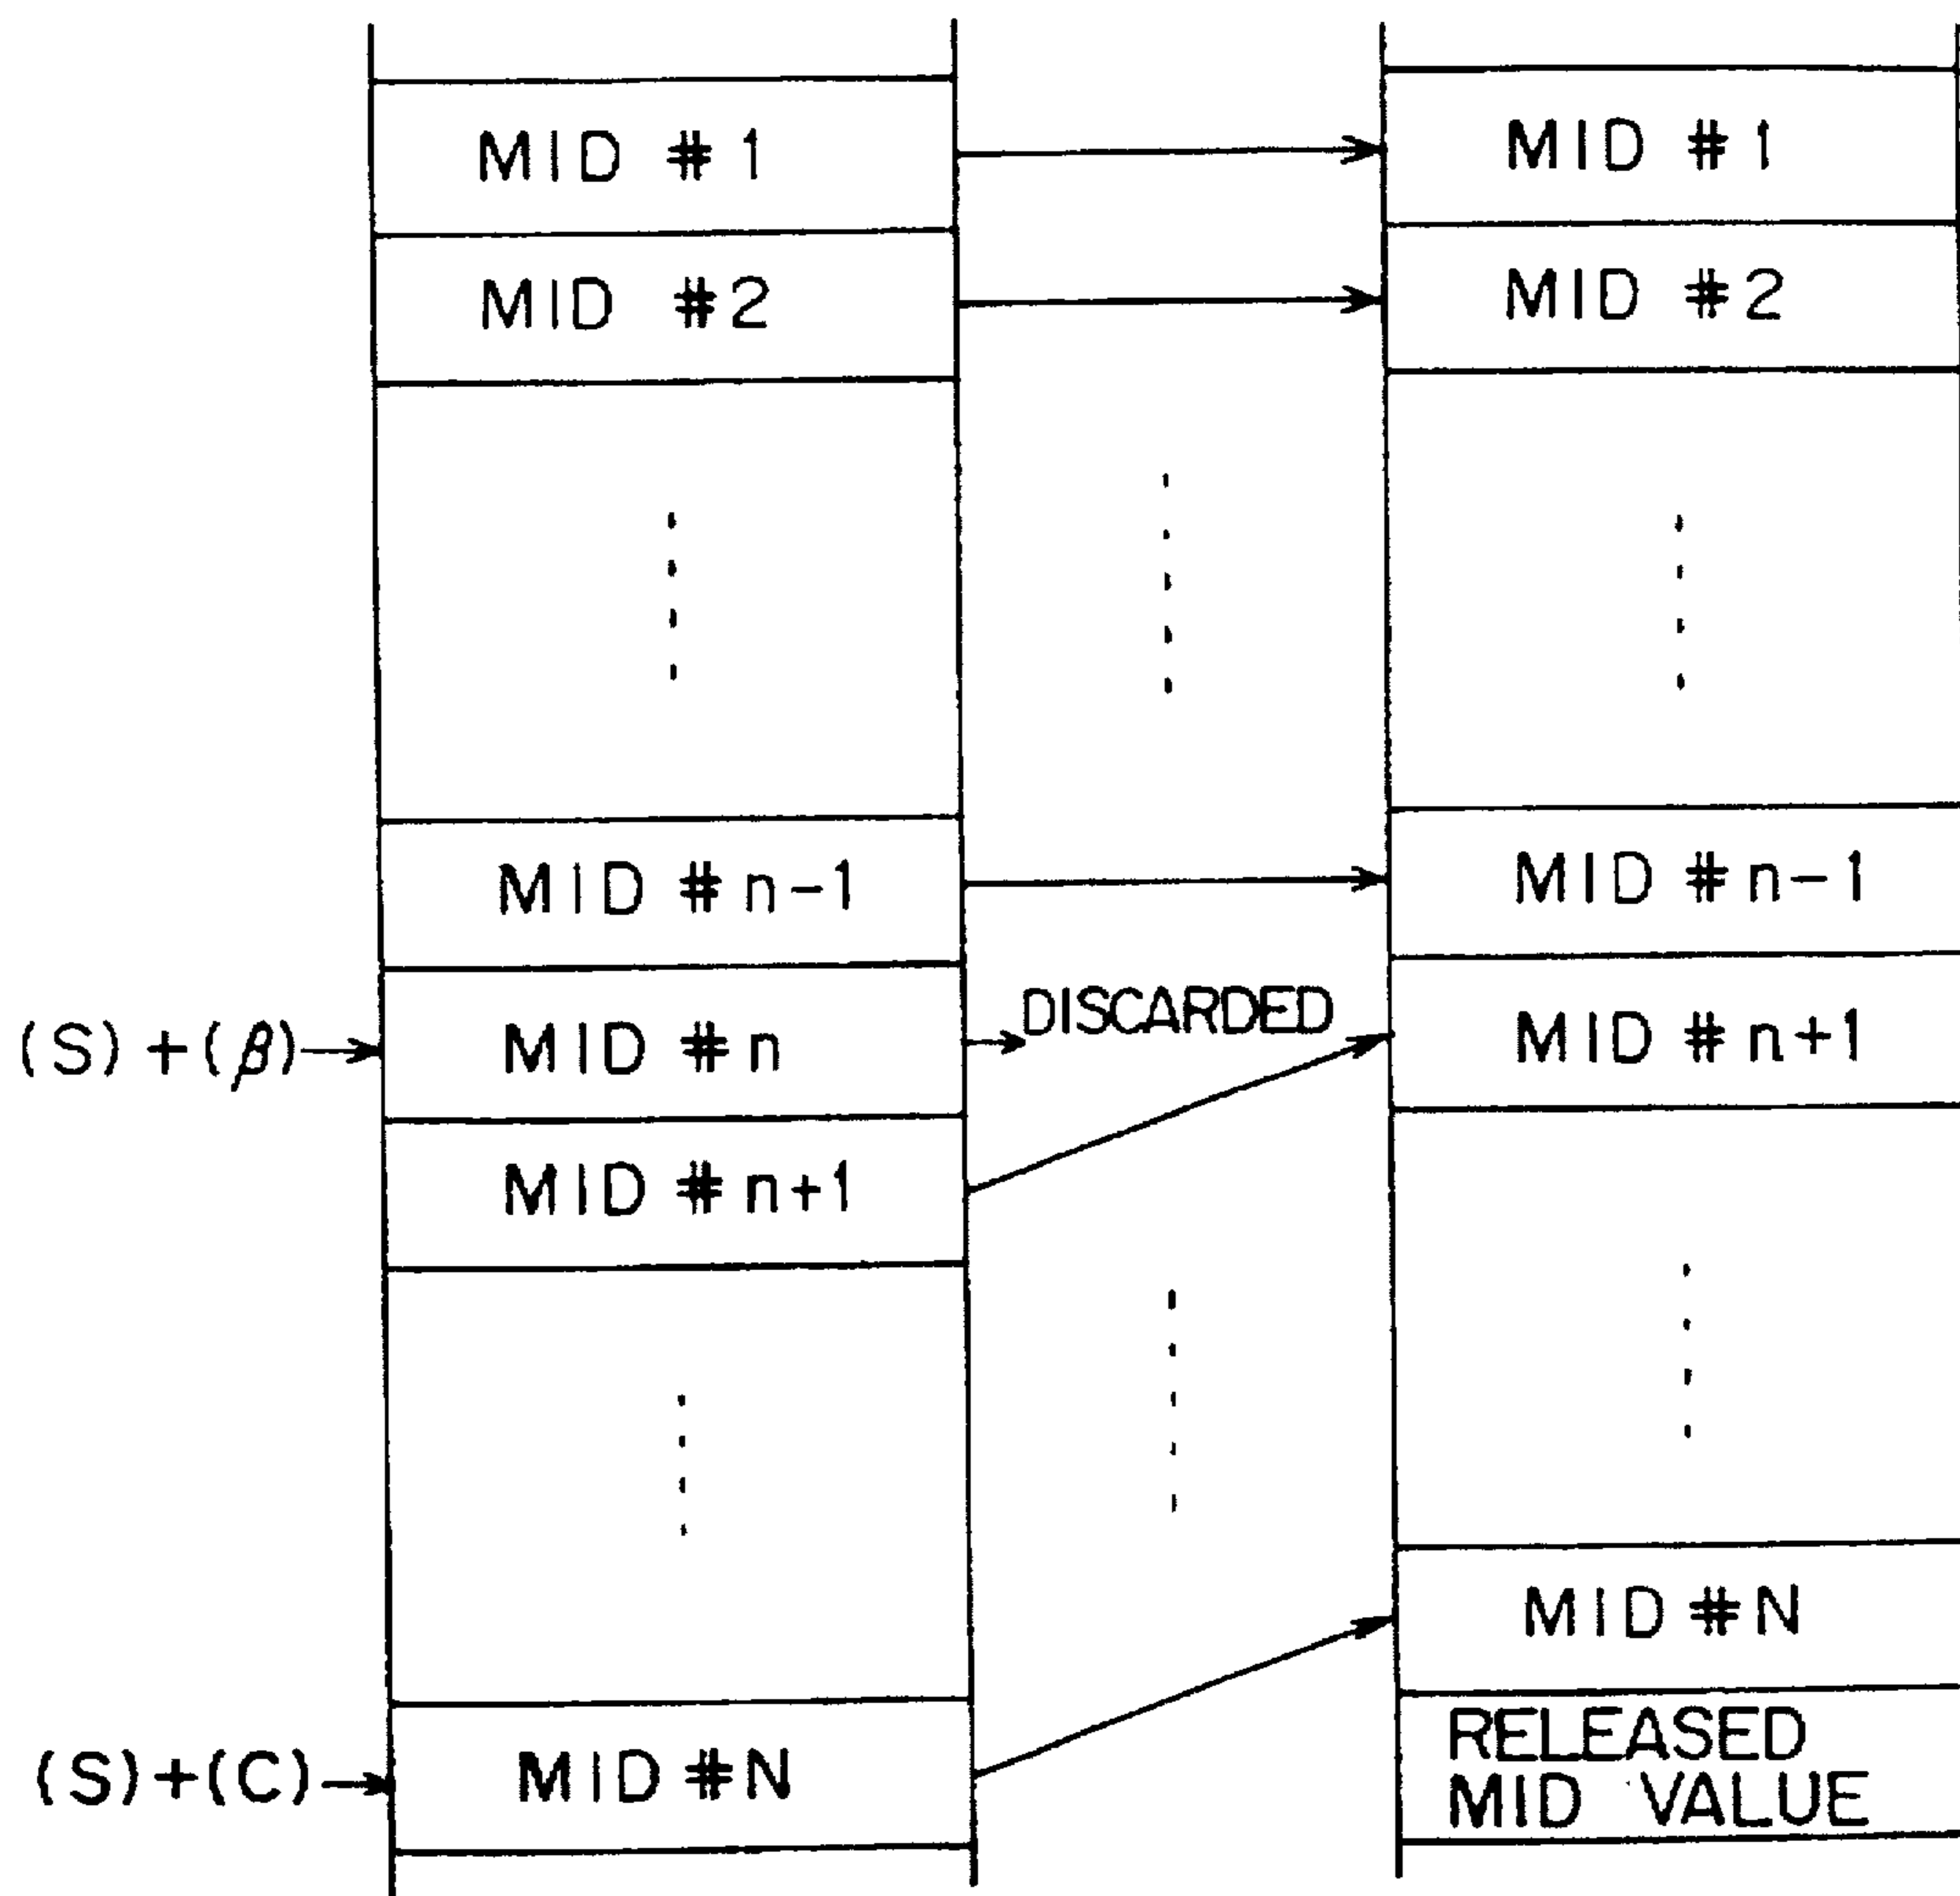 MID #1
MID #1
MID #2
MID #2
MID #n-1
MID #n-1
(S)+(β)
MID #n
DISCARDED
MID #n+1
MID #n+1
MID #N
(S)+(C)
MID #N
RELEASED
MID VALUE